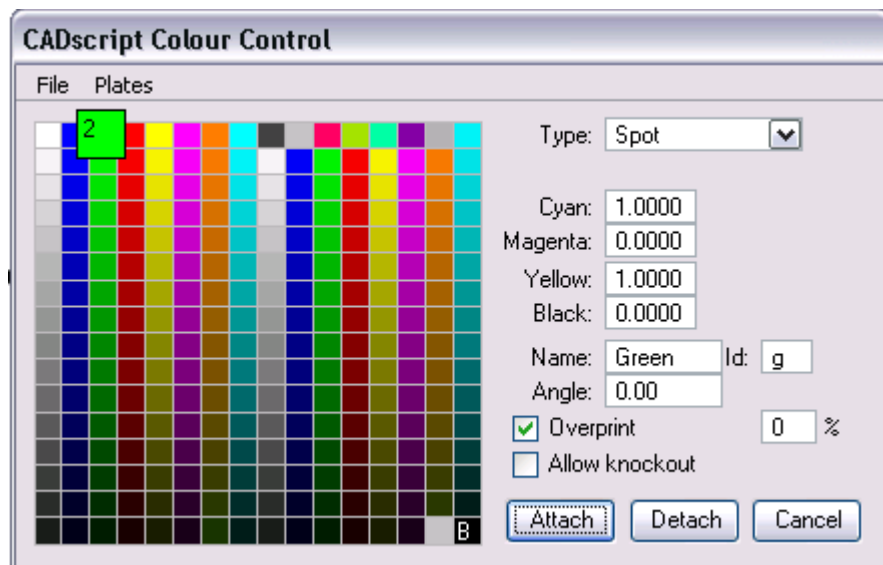 CADscript Colour Control
File Plates
2
Type: Spot
Cyan: 1.0000
Magenta: 0.0000
Yellow: 1.0000
Black: 0.0000
Name: Green Id: g
Angle: 0.00
Overprint 0 %
Allow knockout
B
Attach Detach Cancel